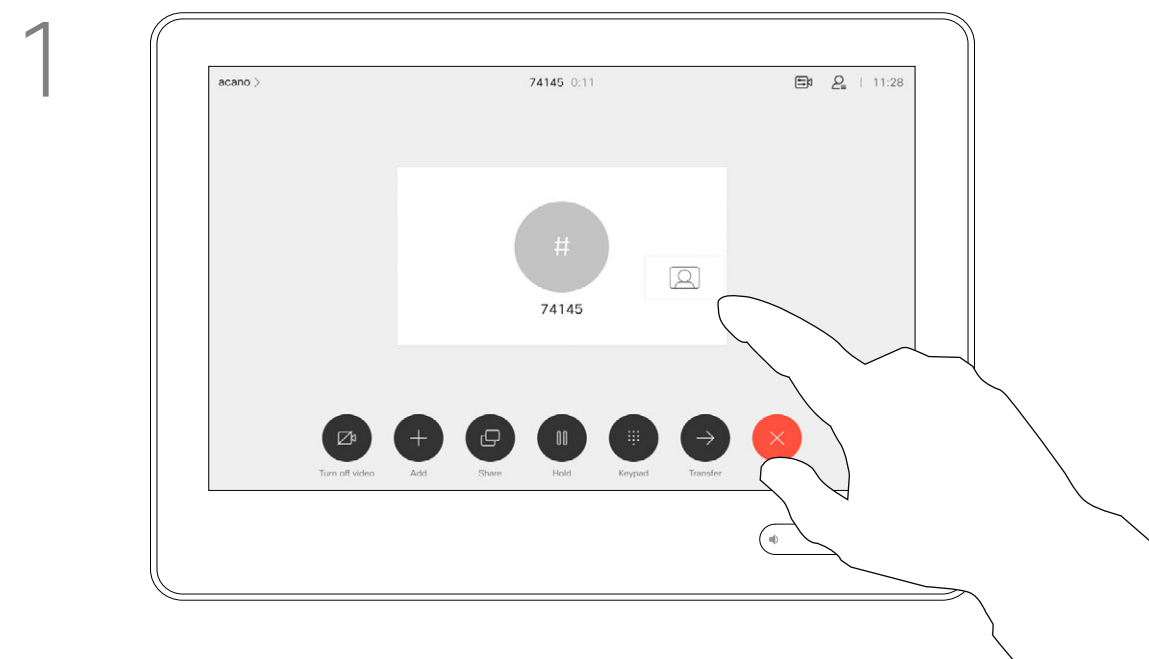 1
acano >
74145 0:11
11:28
#
74145
Turn off video
Add
Share
Hold
Keypad
Transfer